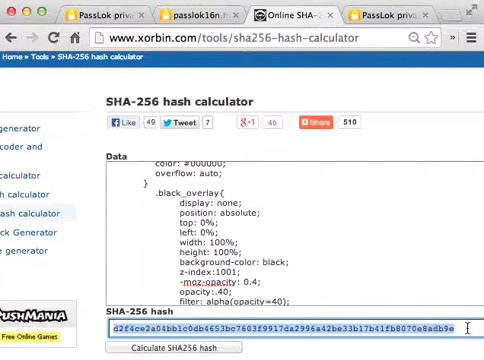 PassLok priva
passlok16n.h
Online SHA-
PassLok priva
www.xorbin.com/tools/sha256-hash-calculator
Home » Tools » SHA-256 hash calculator
SHA-256 hash calculator
generator
Like 49 Tweet 7 +1 46 Share 510
coder and
calculator
Data
color: #000000;
overflow: auto;
}
.black_overlay{
display: none;
position: absolute;
top: 0%;
left: 0%;
width: 100%;
height: 100%;
background-color: black;
z-index:1001;
-moz-opacity: 0.4;
opacity:.40;
filter: alpha(opacity=40);
hash calculator
ash calculator
ck Generator
e generator
SHA-256 hash
d2f4ce2a04bb1c0db4653bc7603f9917da2996a42be33b17b41fb8070e8adb9e
Calculate SHA256 hash
PUSHMANIA
Free Online Games!